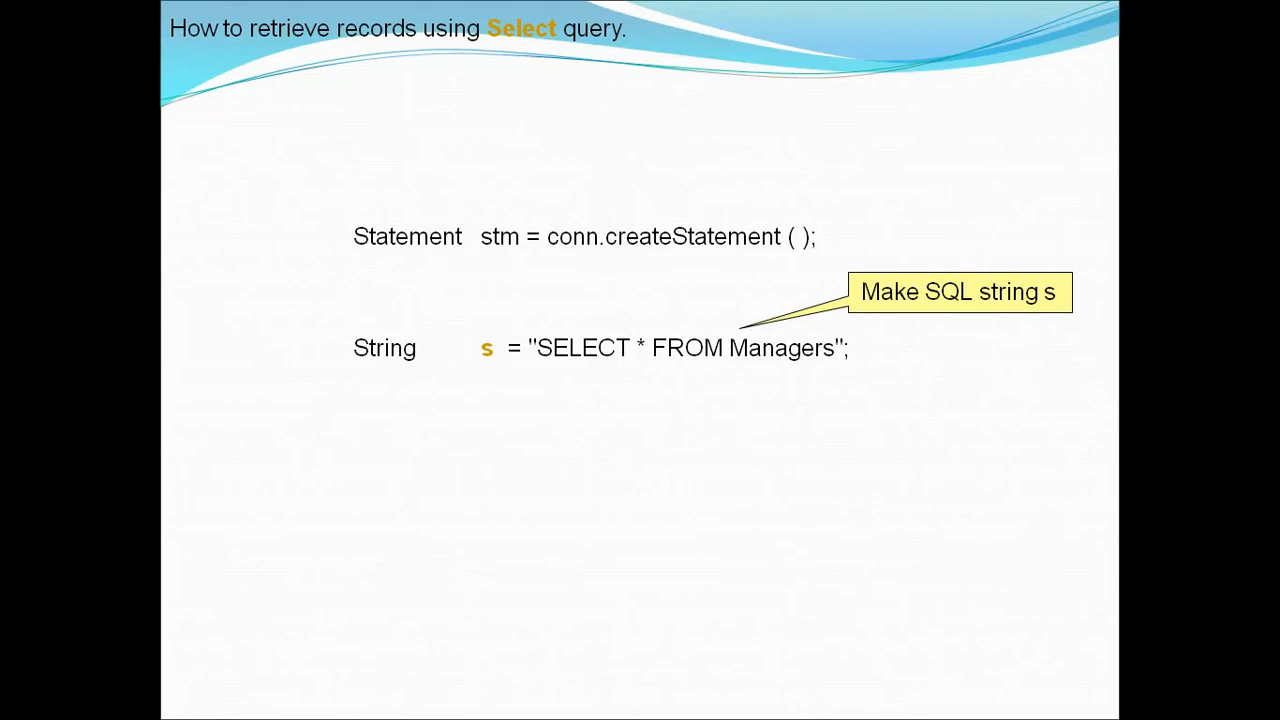 How to retrieve records using Select query.
Statement stm = conn.createStatement ( );
Make SQL string s
String s = "SELECT * FROM Managers";